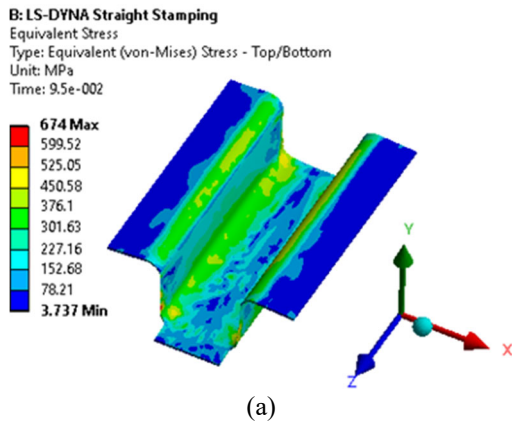 B: LS-DYNA Straight Stamping
Equivalent Stress
Type: Equivalent (von-Mises) Stress - Top/Bottom
Unit: MPa
Time: 9.5e-002
674 Max
599.52
525.05
450.58
376.1
301.63
227.16
152.68
78.21
3.737 Min
Y
X
Z
(a)